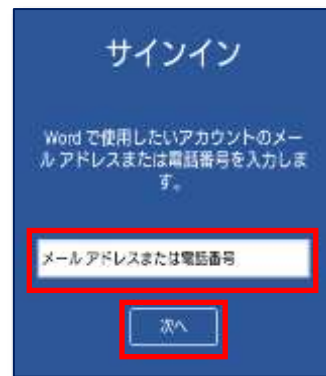 サインイン
Word で使用したいアカウントのメー
ル アドレスまたは電話番号を入力しま
す。
メール アドレスまたは電話番号
次へ